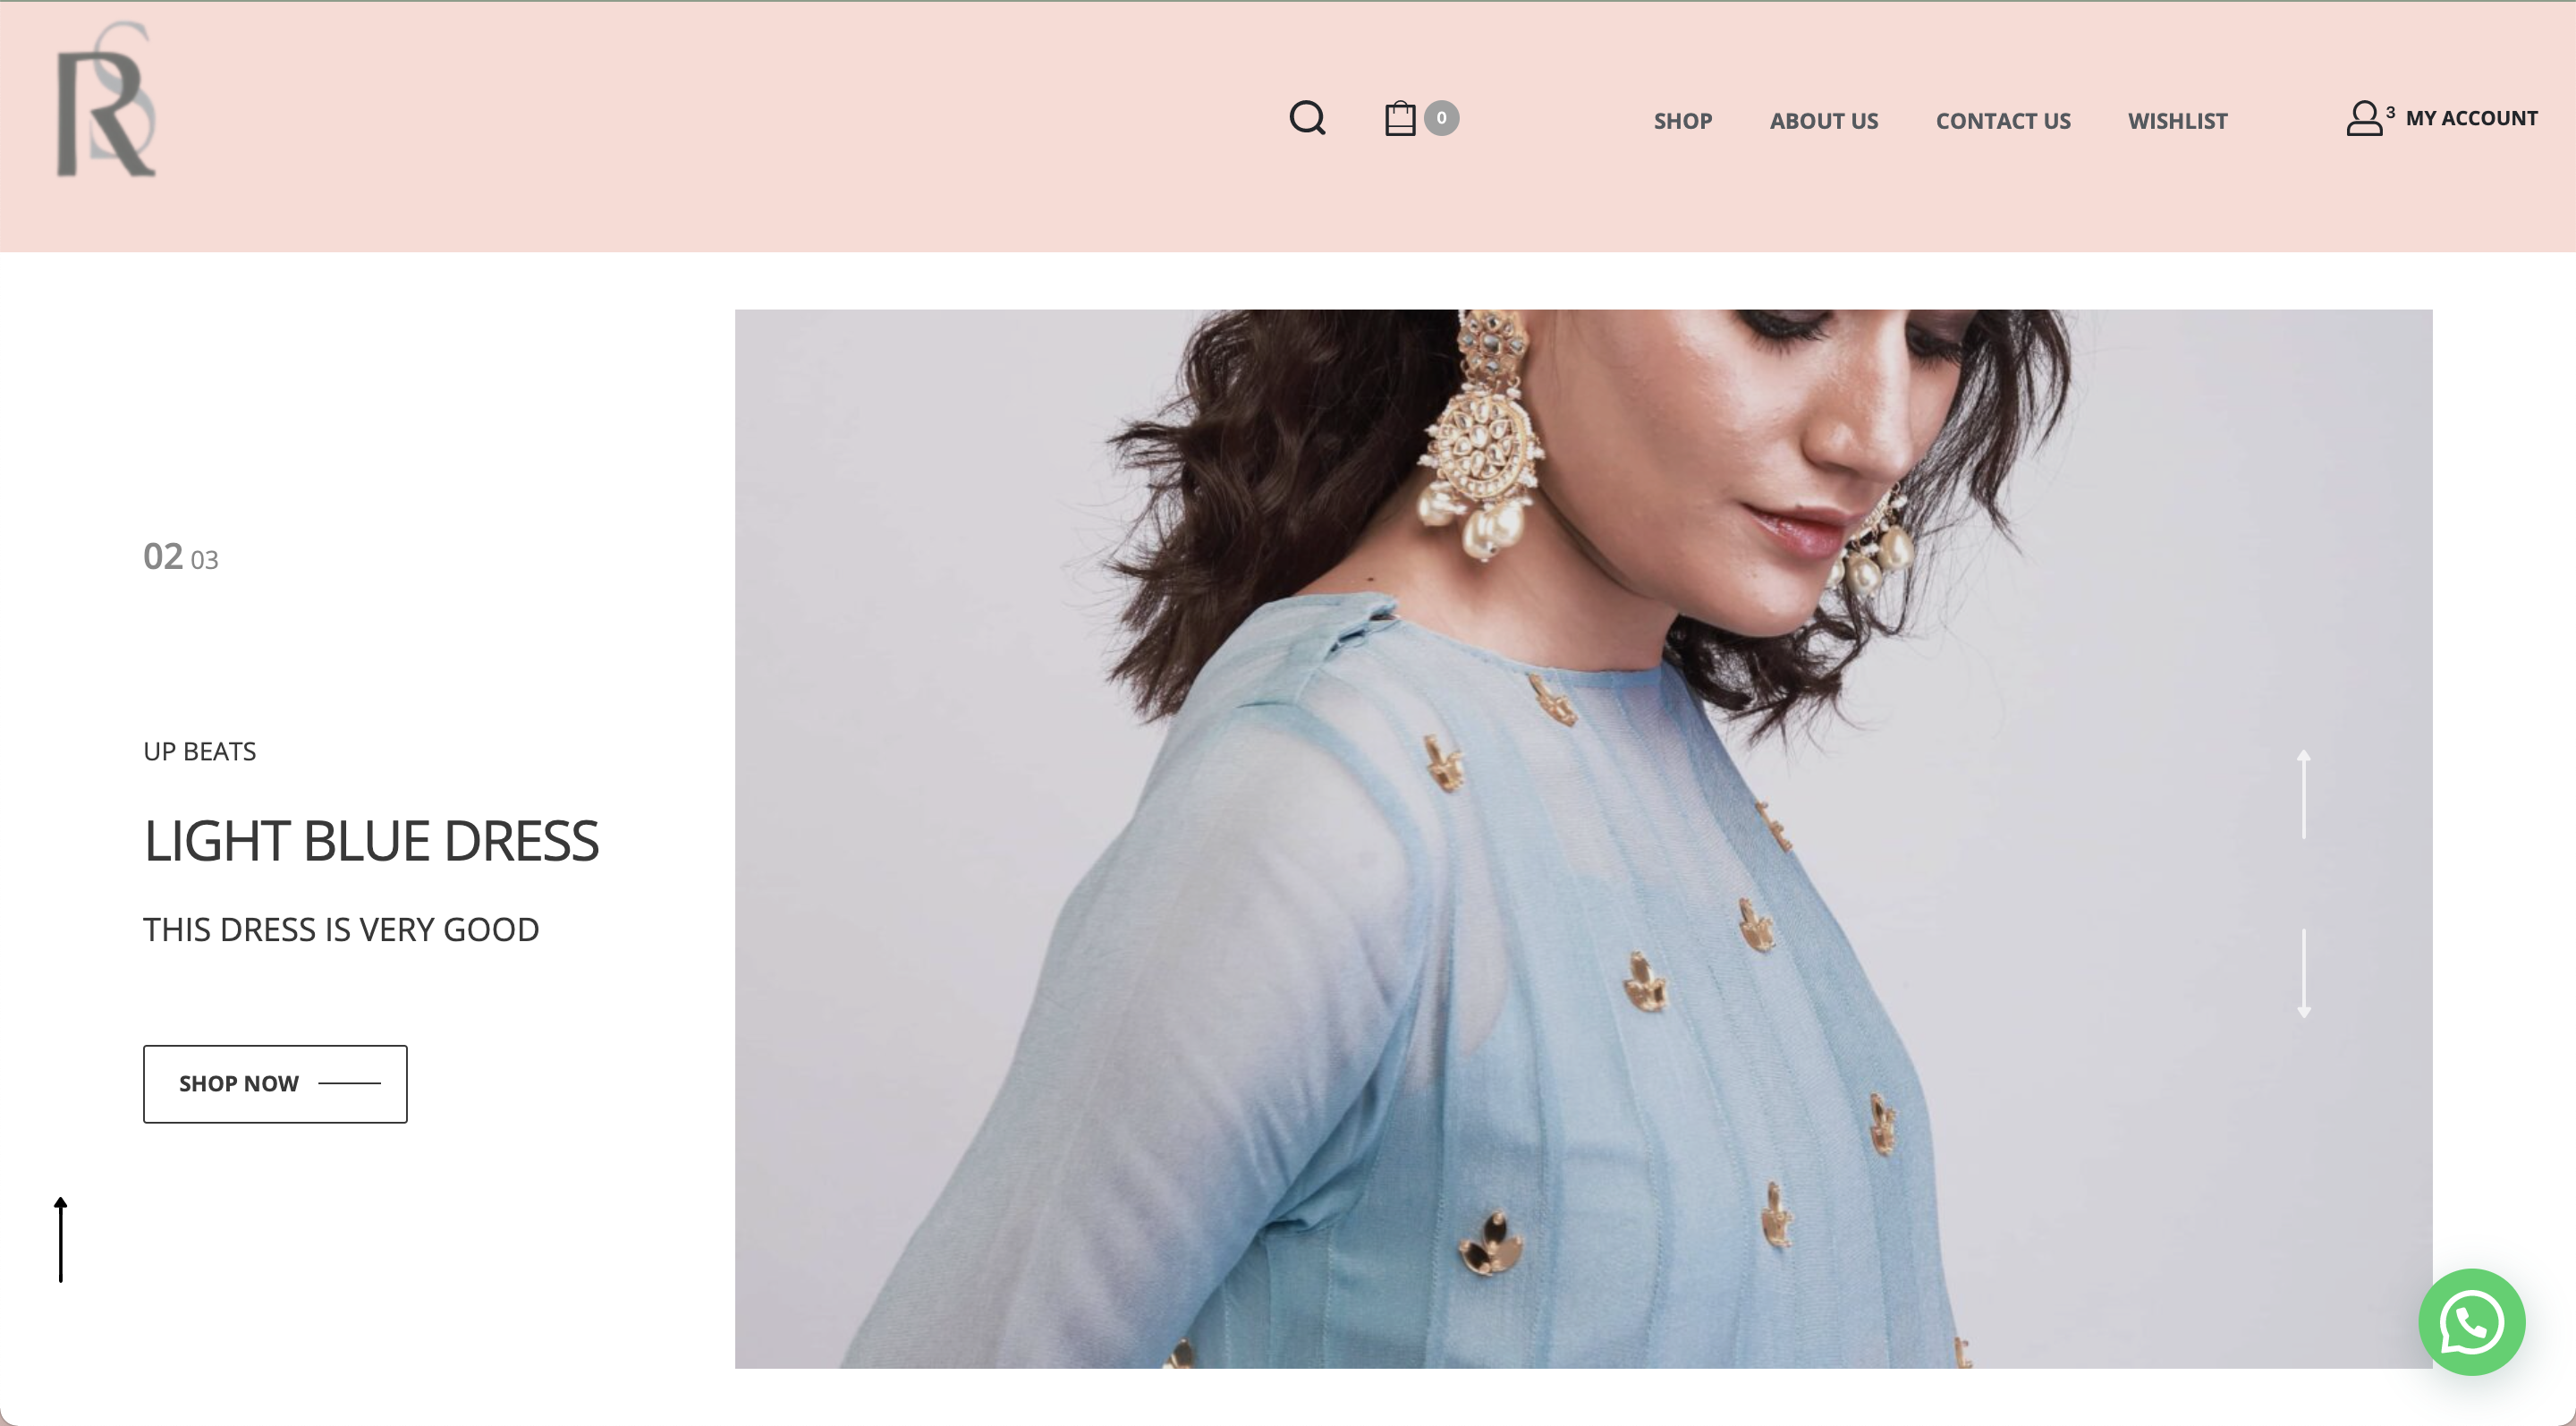 RS
0
SHOP
ABOUT US
CONTACT US
WISHLIST
3 MY ACCOUNT
02 03
UP BEATS
LIGHT BLUE DRESS
THIS DRESS IS VERY GOOD
SHOP NOW